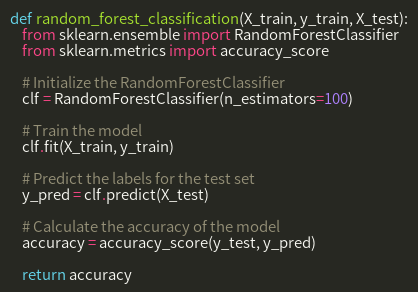 def random_forest_classification(X_train, y_train, X_test):
    from sklearn.ensemble import RandomForestClassifier
    from sklearn.metrics import accuracy_score
    # Initialize the RandomForestClassifier
    clf = RandomForestClassifier(n_estimators=100)
    # Train the model
    clf.fit(X_train, y_train)
    # Predict the labels for the test set
    y_pred = clf.predict(X_test)
    # Calculate the accuracy of the model
    accuracy = accuracy_score(y_test, y_pred)
    return accuracy